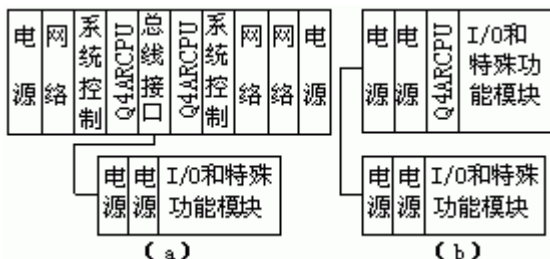 电源
网络
系统控制
Q4ARCPU
总线接口
Q4ARCPU
系统控制
网络
网络
电源
电源
电源
I/O和特殊
功能模块
(a)
电源
电源
Q4ARCPU
I/O和
特殊功
能模块
电源
电源
I/O和特殊
功能模块
(b)